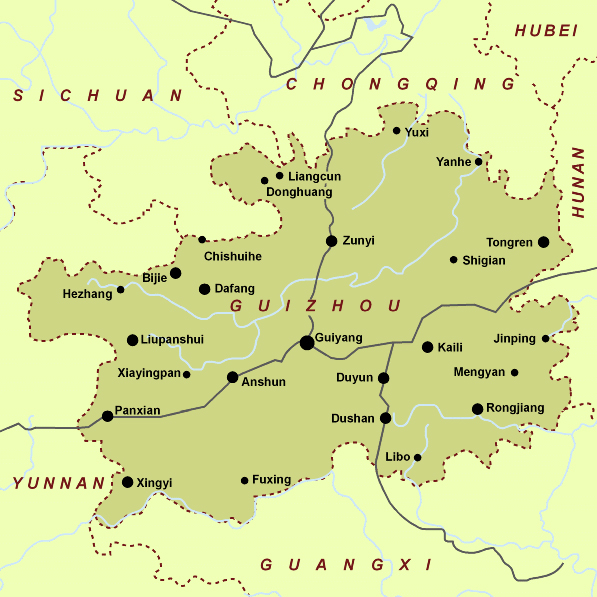 HUBEI
CHONGQING
SICHUAN
Yuxi
Yanhe
HUNAN
Liangcun
Donghuang
Zunyi
Tongren
Chishuihe
Shigian
Bijie
Dafang
Hezhang
GUIZHOU
Liupanshui
Guiyang
Kaili
Jinping
Xiayingpan
Anshun
Duyun
Mengyan
Panxian
Dushan
Rongjiang
Libo
YUNNAN
Xingyi
Fuxing
GUANGXI